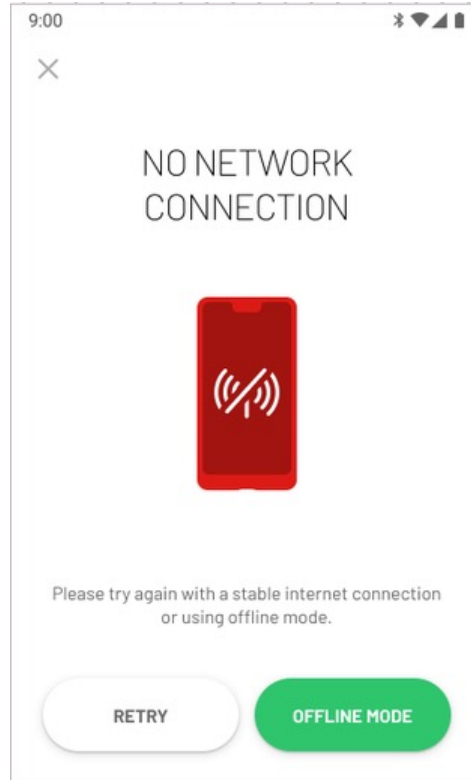 9:00
NO NETWORK
CONNECTION
Please try again with a stable internet connection
or using offline mode.
RETRY
OFFLINE MODE